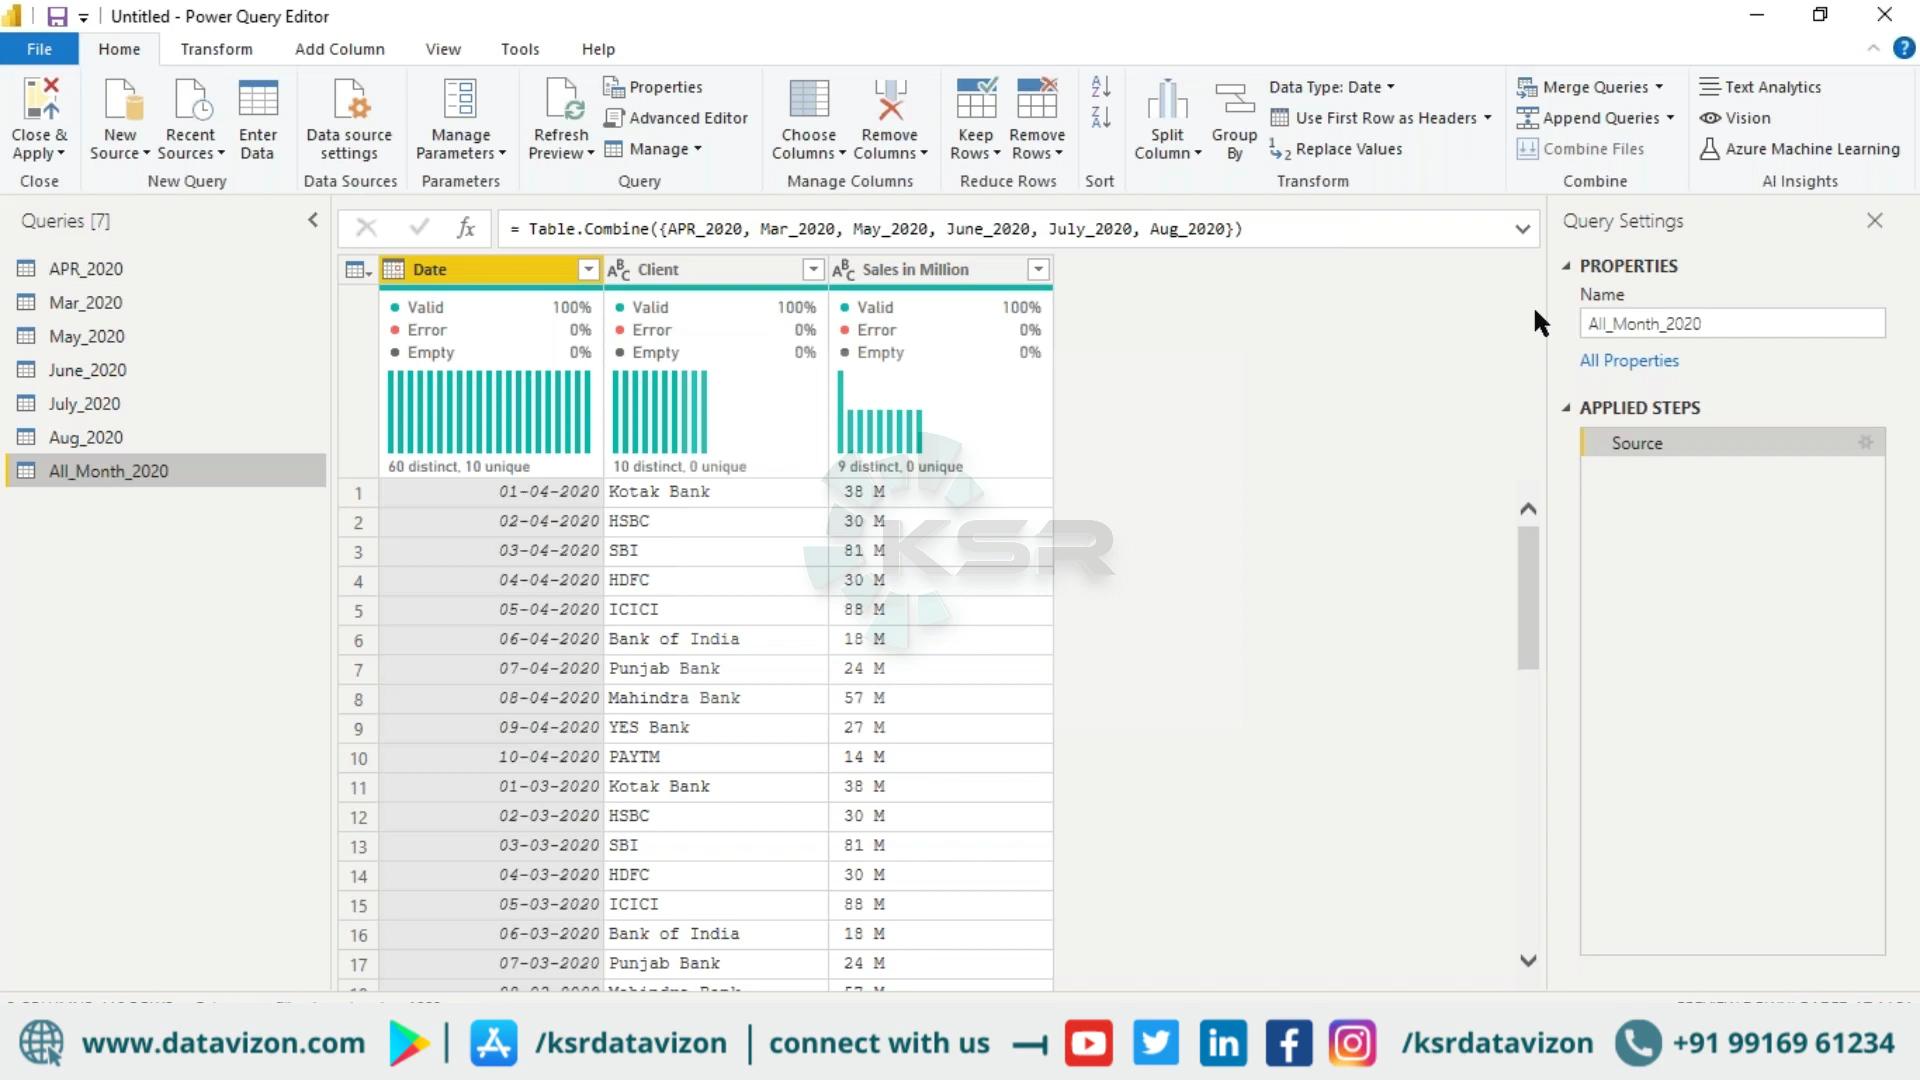 Untitled - Power Query Editor
File Home Transform Add Column View Tools Help
Close & Apply
Close
New Source
Recent Sources
Enter Data
New Query
Data source settings
Data Sources
Manage Parameters
Parameters
Refresh Preview
Properties
Advanced Editor
Manage
Query
Choose Columns
Remove Columns
Manage Columns
Keep Rows
Remove Rows
Reduce Rows
Sort
Split Column
Group By
Data Type: Date
Use First Row as Headers
Replace Values
Transform
Merge Queries
Append Queries
Combine Files
Combine
Text Analytics
Vision
Azure Machine Learning
AI Insights
Queries [7]
APR_2020
Mar_2020
May_2020
June_2020
July_2020
Aug_2020
All_Month_2020
fx = Table.Combine({APR_2020, Mar_2020, May_2020, June_2020, July_2020, Aug_2020})
Date ABC Client ABC Sales in Million
Valid 100% Valid 100% Valid 100%
Error 0% Error 0% Error 0%
Empty 0% Empty 0% Empty 0%
60 distinct, 10 unique 10 distinct, 0 unique 9 distinct, 0 unique
1 01-04-2020 Kotak Bank 38 M
2 02-04-2020 HSBC 30 M
3 03-04-2020 SBI 81 M
4 04-04-2020 HDFC 30 M
5 05-04-2020 ICICI 88 M
6 06-04-2020 Bank of India 18 M
7 07-04-2020 Punjab Bank 24 M
8 08-04-2020 Mahindra Bank 57 M
9 09-04-2020 YES Bank 27 M
10 10-04-2020 PAYTM 14 M
11 01-03-2020 Kotak Bank 38 M
12 02-03-2020 HSBC 30 M
13 03-03-2020 SBI 81 M
14 04-03-2020 HDFC 30 M
15 05-03-2020 ICICI 88 M
16 06-03-2020 Bank of India 18 M
17 07-03-2020 Punjab Bank 24 M
KSR
Query Settings
PROPERTIES
Name
All_Month_2020
All Properties
APPLIED STEPS
Source
www.datavizon.com | /ksrdatavizon | connect with us /ksrdatavizon +91 99169 61234